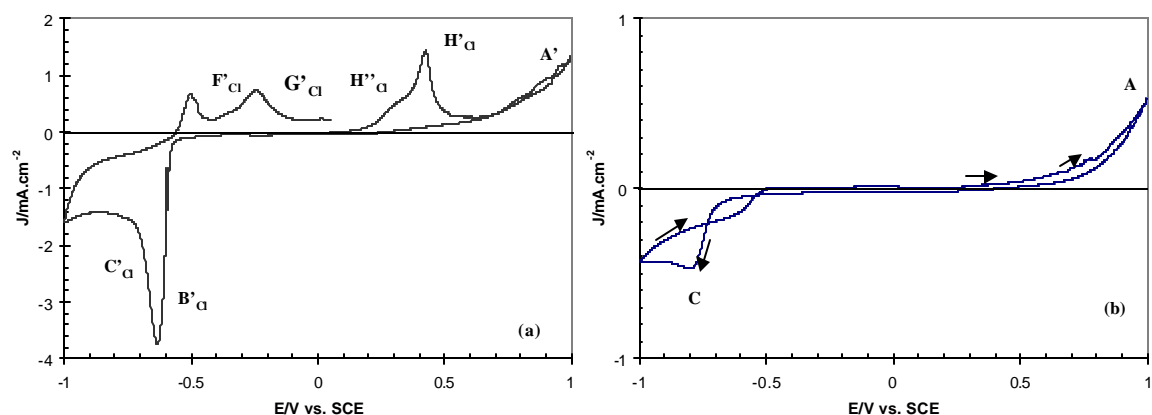 2
1
0
-1
-2
-3
-4
J/mA.cm-2
-1
-0.5
0
0.5
1
E/V vs. SCE
H'Cl
A'
F'Cl
G'Cl
H''Cl
C'Cl
B'Cl
(a)
1
0
-1
J/mA.cm-2
-1
-0.5
0
0.5
1
E/V vs. SCE
A
C
(b)